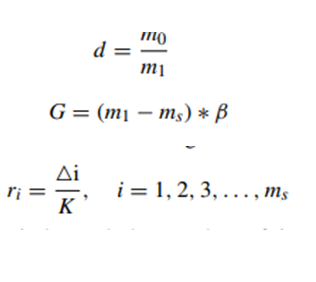 d = m₀ / m₁
G = (m₁ − mₛ) ∗ β
rᵢ = Δi / K, i = 1, 2, 3, . . . , mₛ